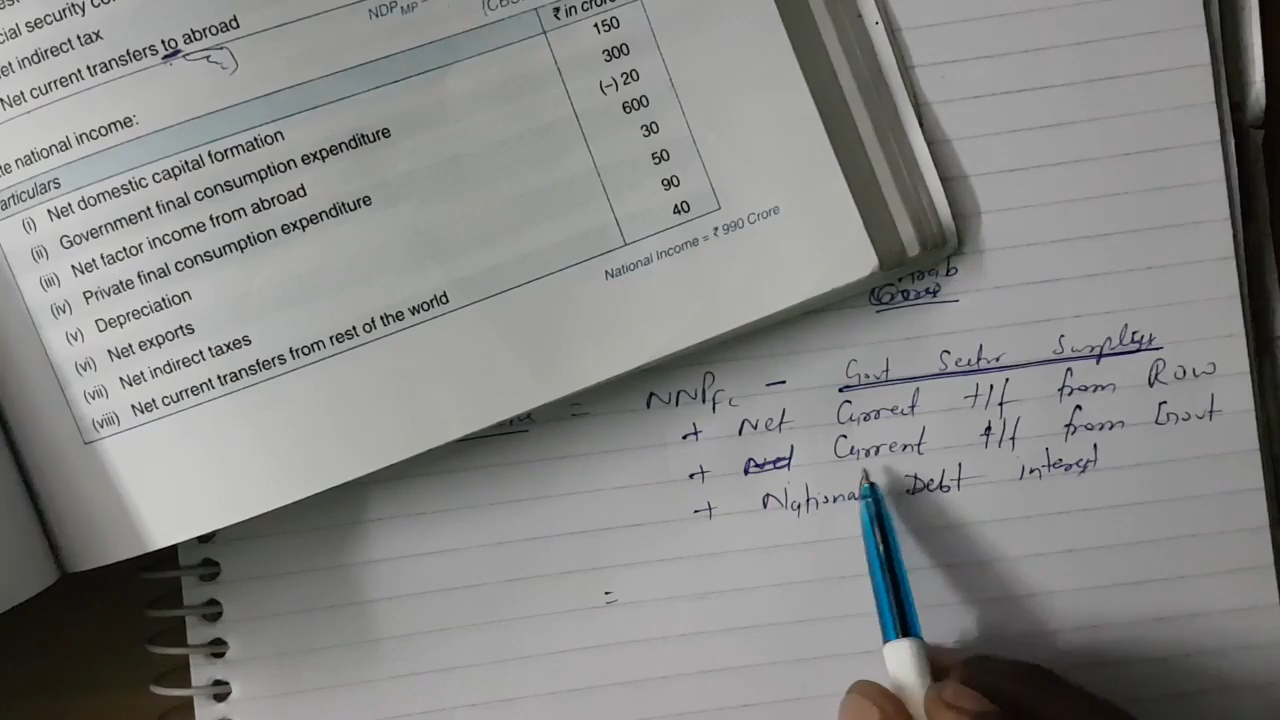 cial security
et indirect tax
Net current transfers to abroad
NDP MP
te national income:
articulars ₹ in crore
(i) Net domestic capital formation 150
(ii) Government final consumption expenditure 300
(iii) Net factor income from abroad (–) 20
(iv) Private final consumption expenditure 600
(v) Depreciation 30
(vi) Net exports 50
(vii) Net indirect taxes 90
(viii) Net current transfers from rest of the world 40
National Income = ₹ 990 Crore
= NNPFC – Govt Sector Surplus
+ Net Current t/f from ROW
+ Current t/f from Govt
+ National Debt interest
=